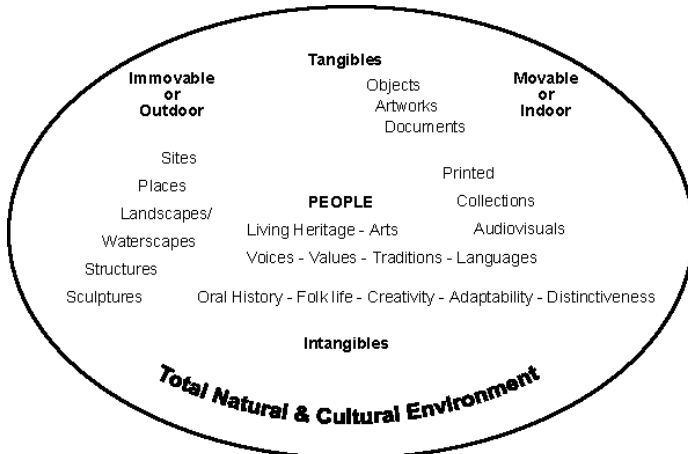 Tangibles
Immovable
or
Outdoor
Movable
or
Indoor
Objects
Artworks
Documents
Sites
Places
Landscapes/
Waterscapes
Structures
Sculptures
Printed
Collections
Audiovisuals
PEOPLE
Living Heritage - Arts
Voices - Values - Traditions - Languages
Oral History - Folk life - Creativity - Adaptability - Distinctiveness
Intangibles
Total Natural & Cultural Environment